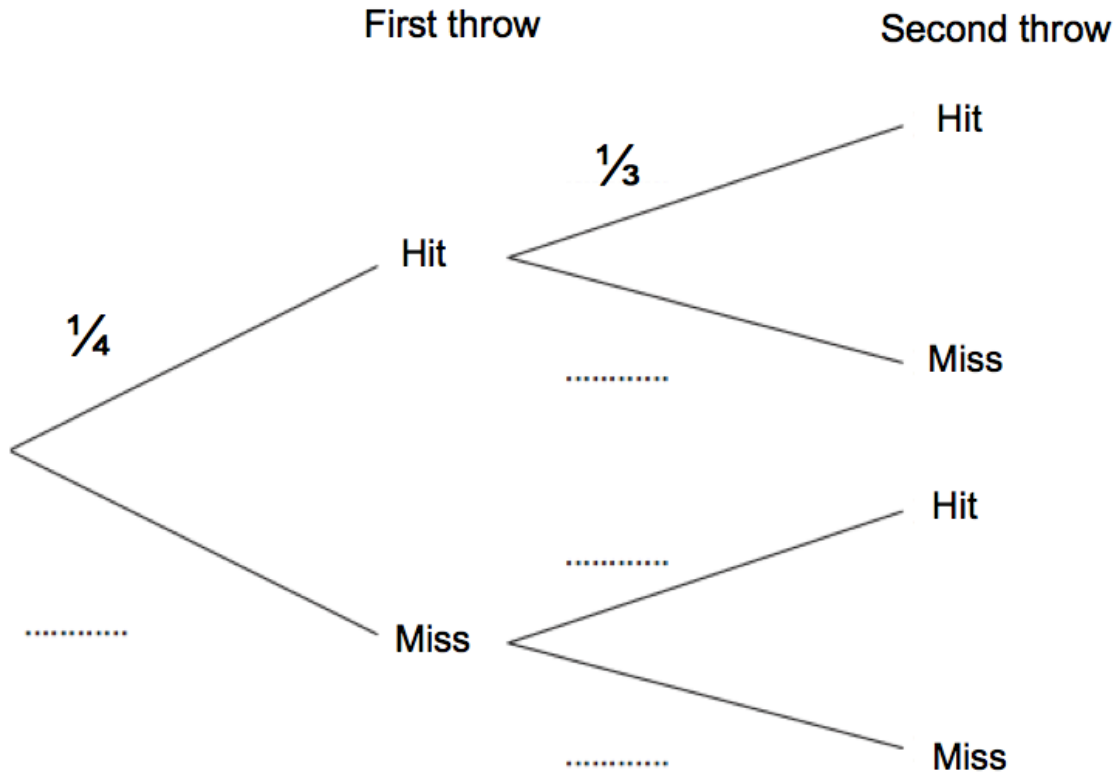 First throw
Second throw
Hit
⅓
Hit
¼
Miss
............
Hit
............
............
Miss
............
Miss